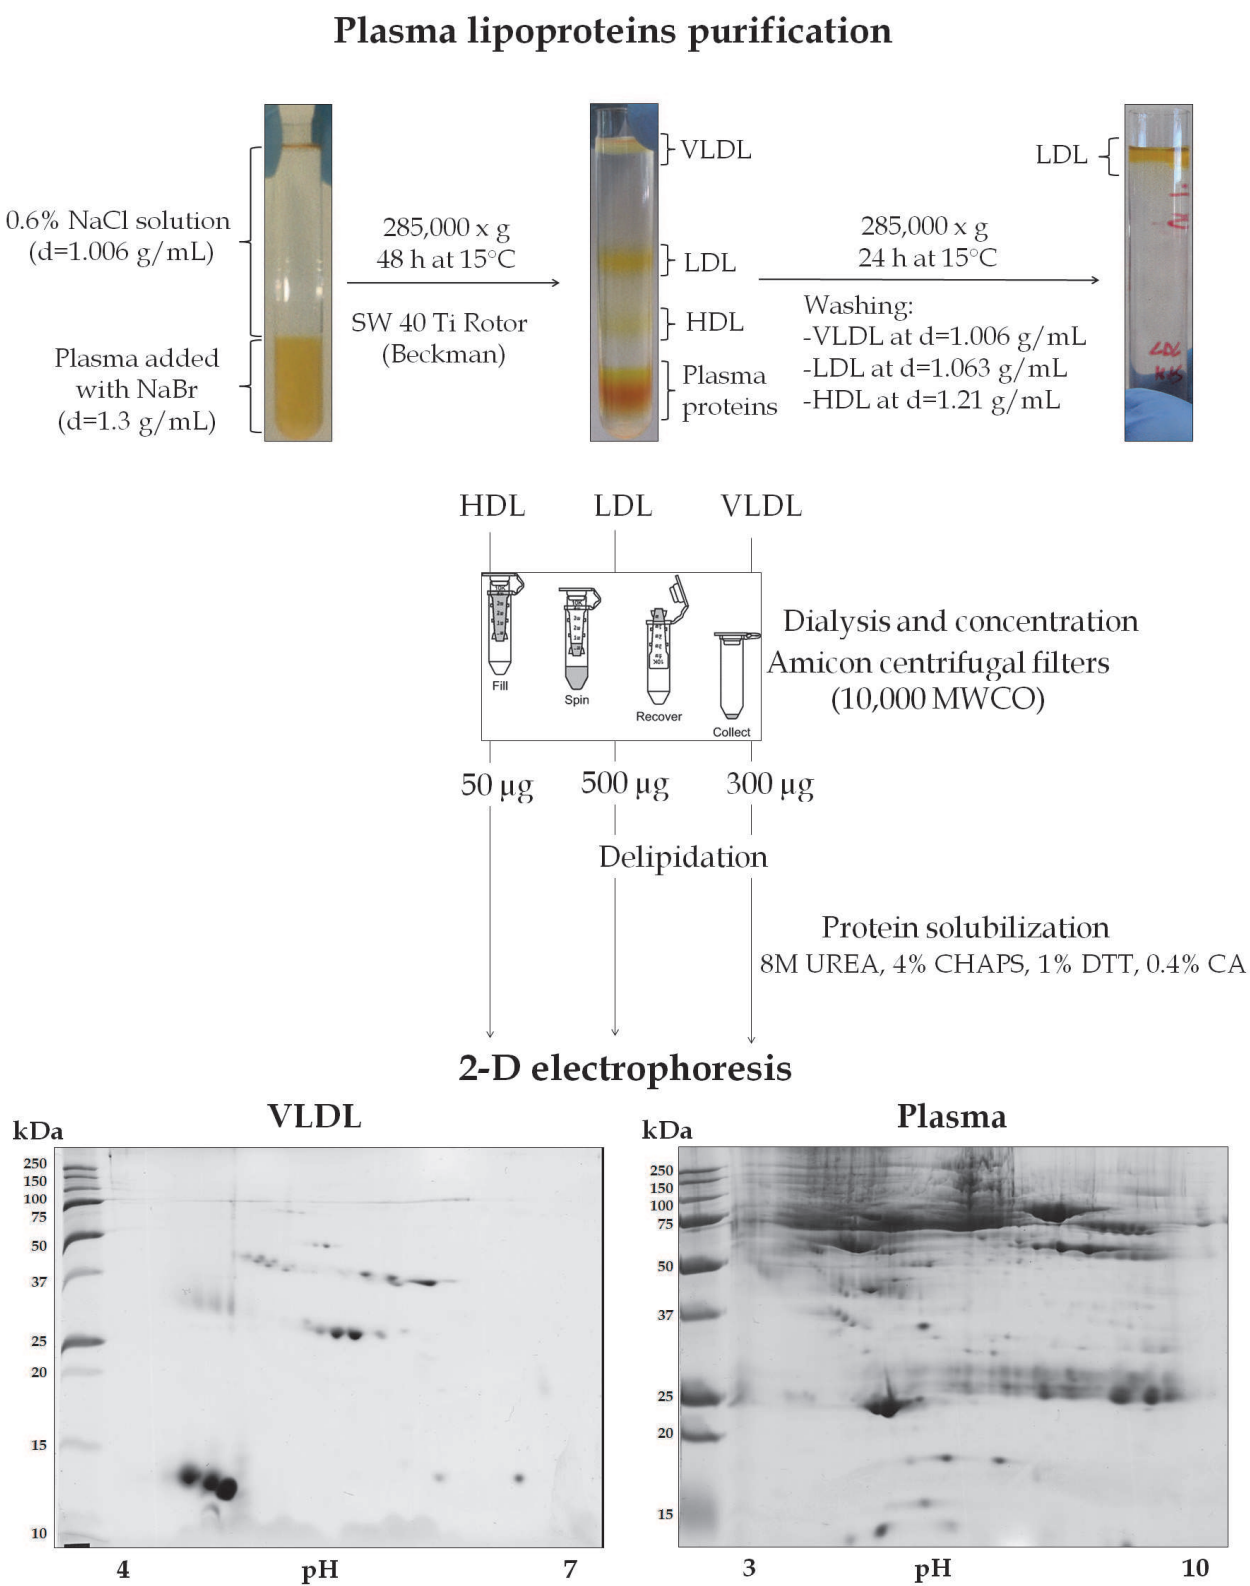 Plasma lipoproteins purification
0.6% NaCl solution
(d=1.006 g/mL)
Plasma added
with NaBr
(d=1.3 g/mL)
285,000 x g
48 h at 15°C
SW 40 Ti Rotor
(Beckman)
VLDL
LDL
HDL
Plasma
proteins
285,000 x g
24 h at 15°C
Washing:
-VLDL at d=1.006 g/mL
-LDL at d=1.063 g/mL
-HDL at d=1.21 g/mL
LDL
LDL
HDL
LDL
VLDL
Fill
Spin
Recover
Collect
Dialysis and concentration
Amicon centrifugal filters
(10,000 MWCO)
50 µg
500 µg
300 µg
Delipidation
Protein solubilization
8M UREA, 4% CHAPS, 1% DTT, 0.4% CA
2-D electrophoresis
VLDL
kDa
250
150
100
75
50
37
25
20
15
10
4
pH
7
Plasma
kDa
250
150
100
75
50
37
25
20
15
3
pH
10